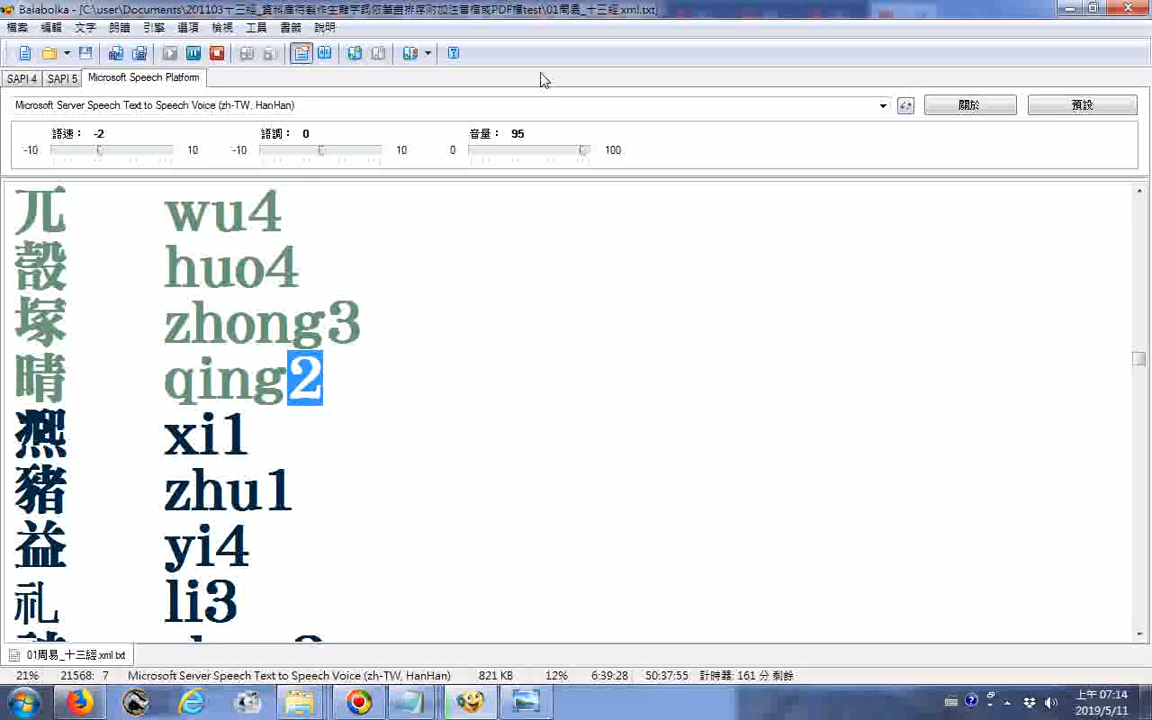 Balabolka - [C:\user\Documents\201103十三經_資料庫待製作生難字詞依筆畫排序附加注音檔或PDF檔test\01周易_十三經.xml.txt]
檔案 編輯 文字 朗讀 引擎 選項 檢視 工具 書籤 說明
SAPI 4 SAPI 5 Microsoft Speech Platform
Microsoft Server Speech Text to Speech Voice (zh-TW, HanHan) 關於 預設
語速： -2 語調： 0 音量： 95
-10 10 -10 10 0 100
兀 wu4
huo4
塚 zhong3
晴 qing2
xi1
豬 zhu1
益 yi4
礼 li3
01周易_十三經.xml.txt
21% 21568: 7 Microsoft Server Speech Text to Speech Voice (zh-TW, HanHan) 821 KB 12% 6:39:28 50:37:55 計時器: 161 分 剩餘
上午 07:14
2019/5/11